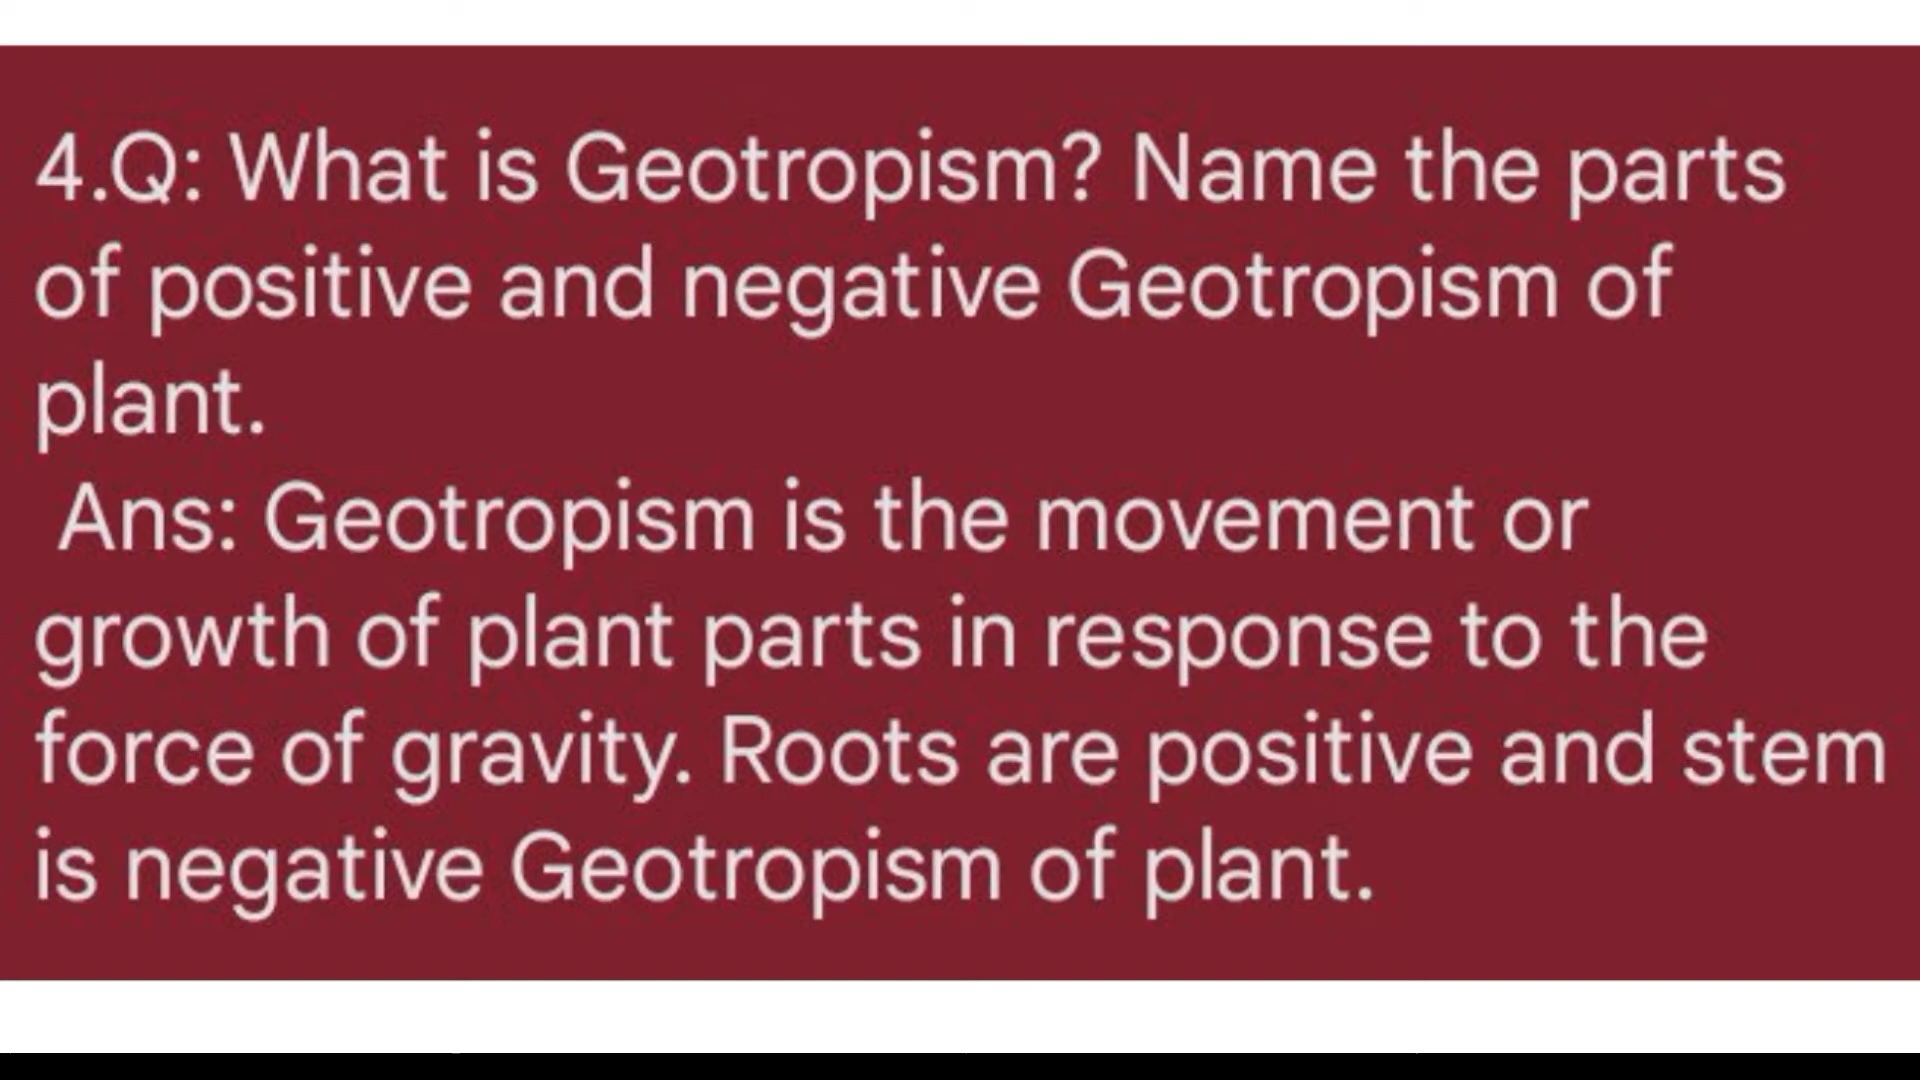 4.Q: What is Geotropism? Name the parts
of positive and negative Geotropism of
plant.
Ans: Geotropism is the movement or
growth of plant parts in response to the
force of gravity. Roots are positive and stem
is negative Geotropism of plant.